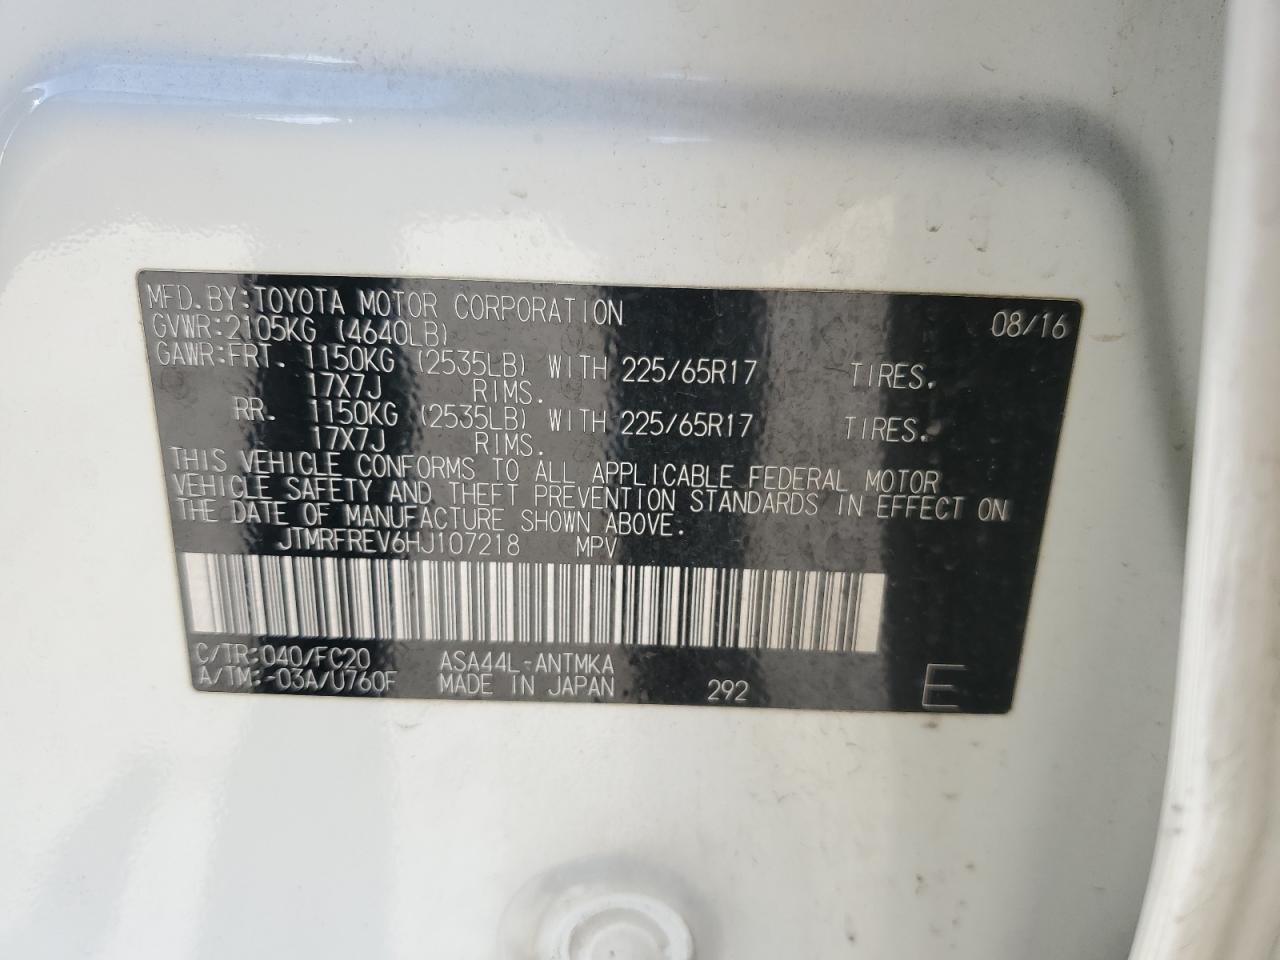 MFD.BY:TOYOTA MOTOR CORPORATION 08/16
GVWR:2105KG (4640LB)
GAWR:FRT. 1150KG (2535LB) WITH 225/65R17 TIRES.
17X7J RIMS.
RR. 1150KG (2535LB) WITH 225/65R17 TIRES.
17X7J RIMS.
THIS VEHICLE CONFORMS TO ALL APPLICABLE FEDERAL MOTOR
VEHICLE SAFETY AND THEFT PREVENTION STANDARDS IN EFFECT ON
THE DATE OF MANUFACTURE SHOWN ABOVE.
JTMRFREV6HJ107218 MPV
C/TR:040/FC20 ASA44L-ANTMKA
A/TM:-03A/U760F MADE IN JAPAN 292 E